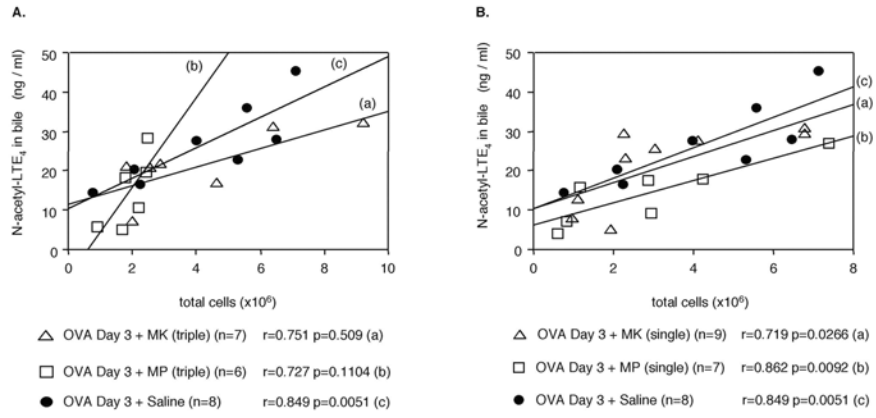 A.
B.
N-acetyl-LTE4 in bile (ng / ml)
50
40
30
20
10
0
(b)
(c)
(a)
0 2 4 6 8 10
total cells (x10⁶)
△ OVA Day 3 + MK (triple) (n=7) r=0.751 p=0.509 (a)
□ OVA Day 3 + MP (triple) (n=6) r=0.727 p=0.1104 (b)
● OVA Day 3 + Saline (n=8) r=0.849 p=0.0051 (c)
N-acetyl-LTE4 in bile (ng / ml)
50
40
30
20
10
0
(c)
(a)
(b)
0 2 4 6 8
total cells (x10⁶)
△ OVA Day 3 + MK (single) (n=9) r=0.719 p=0.0266 (a)
□ OVA Day 3 + MP (single) (n=7) r=0.862 p=0.0092 (b)
● OVA Day 3 + Saline (n=8) r=0.849 p=0.0051 (c)